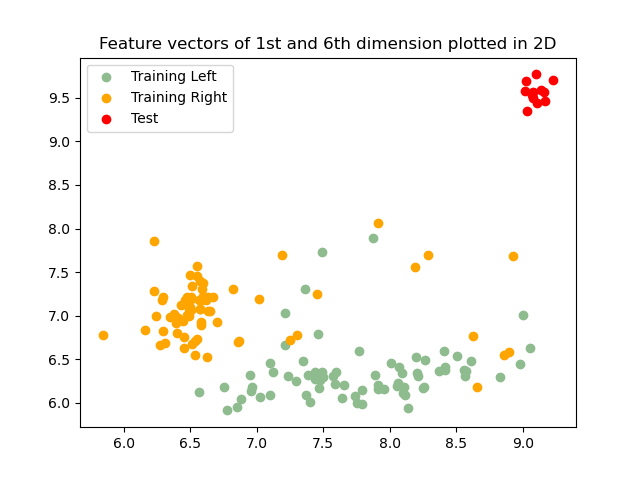 Feature vectors of 1st and 6th dimension plotted in 2D
Training Left
Training Right
Test
9.5
9.0
8.5
8.0
7.5
7.0
6.5
6.0
6.0 6.5 7.0 7.5 8.0 8.5 9.0